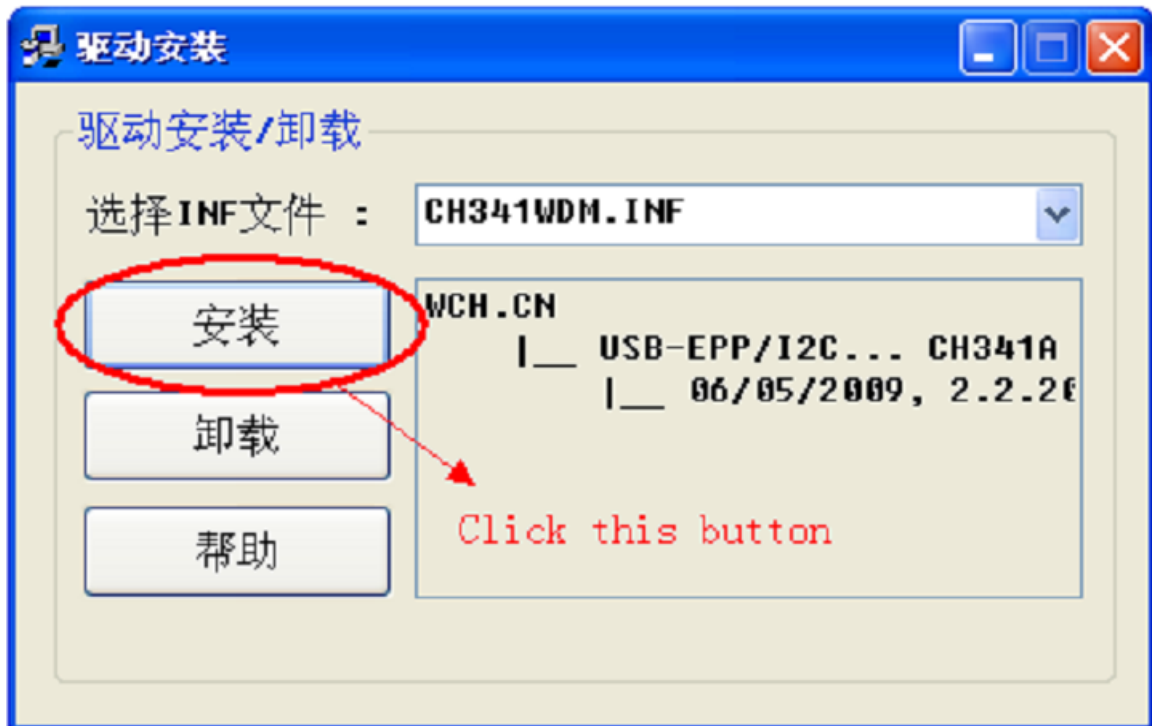 驱动安装
驱动安装/卸载
选择INF文件 :
CH341WDM.INF
安装
WCH.CN
|__ USB-EPP/I2C... CH341A
|__ 06/05/2009, 2.2.20
卸载
Click this button
帮助